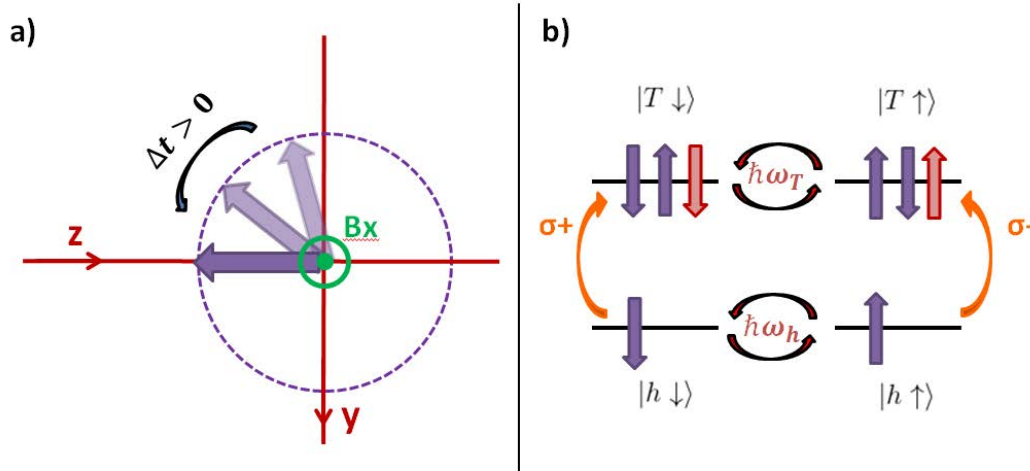 a)
Δt > 0
Bx
z
y
b)
|T ↓⟩
|T ↑⟩
ħω_T
σ+
σ-
ħω_h
|h ↓⟩
|h ↑⟩